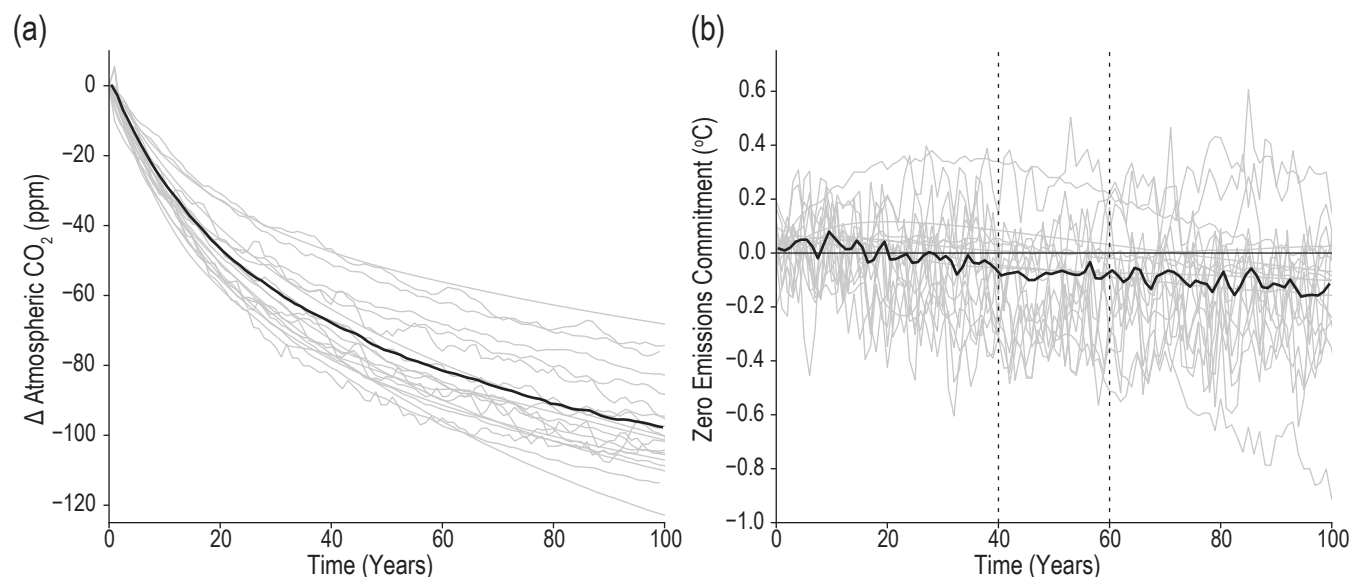 (a)
Δ Atmospheric CO₂ (ppm)
0
−20
−40
−60
−80
−100
−120
0 20 40 60 80 100
Time (Years)
(b)
Zero Emissions Commitment (°C)
0.6
0.4
0.2
0.0
−0.2
−0.4
−0.6
−0.8
−1.0
0 20 40 60 80 100
Time (Years)